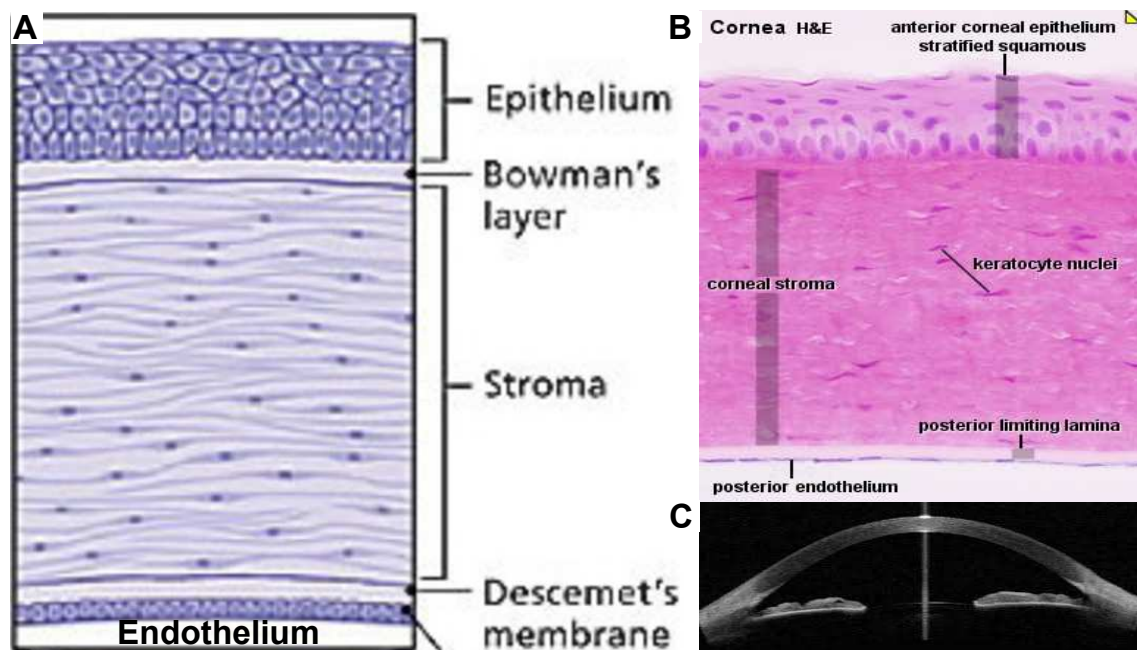 A
Epithelium
Bowman's
layer
Stroma
Descemet's
membrane
Endothelium
B
Cornea H&E
anterior corneal epithelium
stratified squamous
keratocyte nuclei
corneal stroma
posterior limiting lamina
posterior endothelium
C